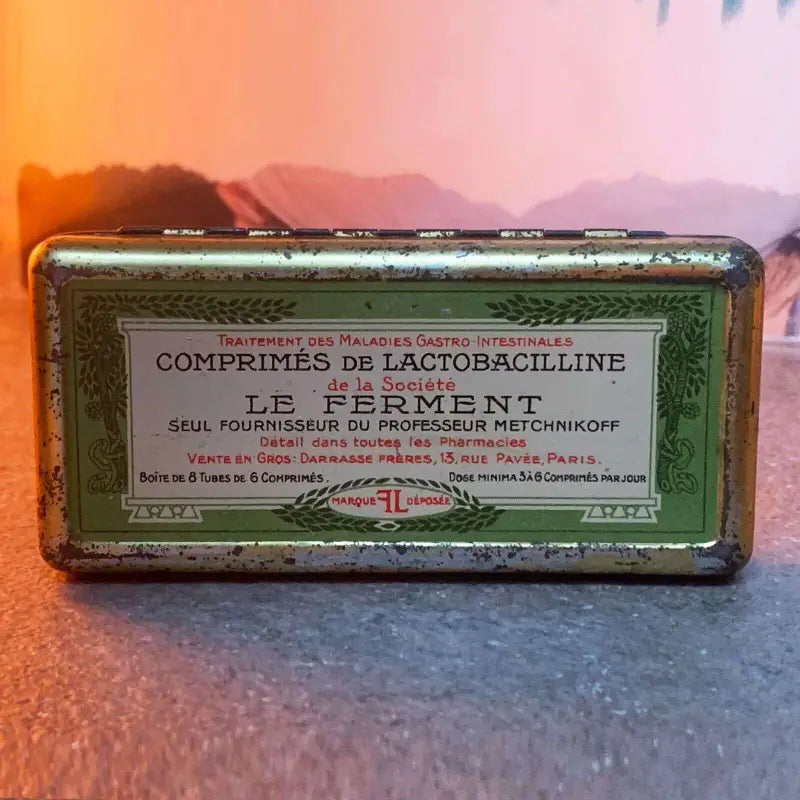 TRAITEMENT DES MALADIES GASTRO-INTESTINALES
COMPRIMÉS DE LACTOBACILLINE
de la Société
LE FERMENT
SEUL FOURNISSEUR DU PROFESSEUR METCHNIKOFF
Détail dans toutes les Pharmacies
VENTE EN GROS: DARRASSE FRÈRES, 13, RUE PAVÉE, PARIS.
BOÎTE DE 8 TUBES DE 6 COMPRIMÉS. DOSE MINIMA 3 À 6 COMPRIMÉS PAR JOUR
MARQUE FL DÉPOSÉE